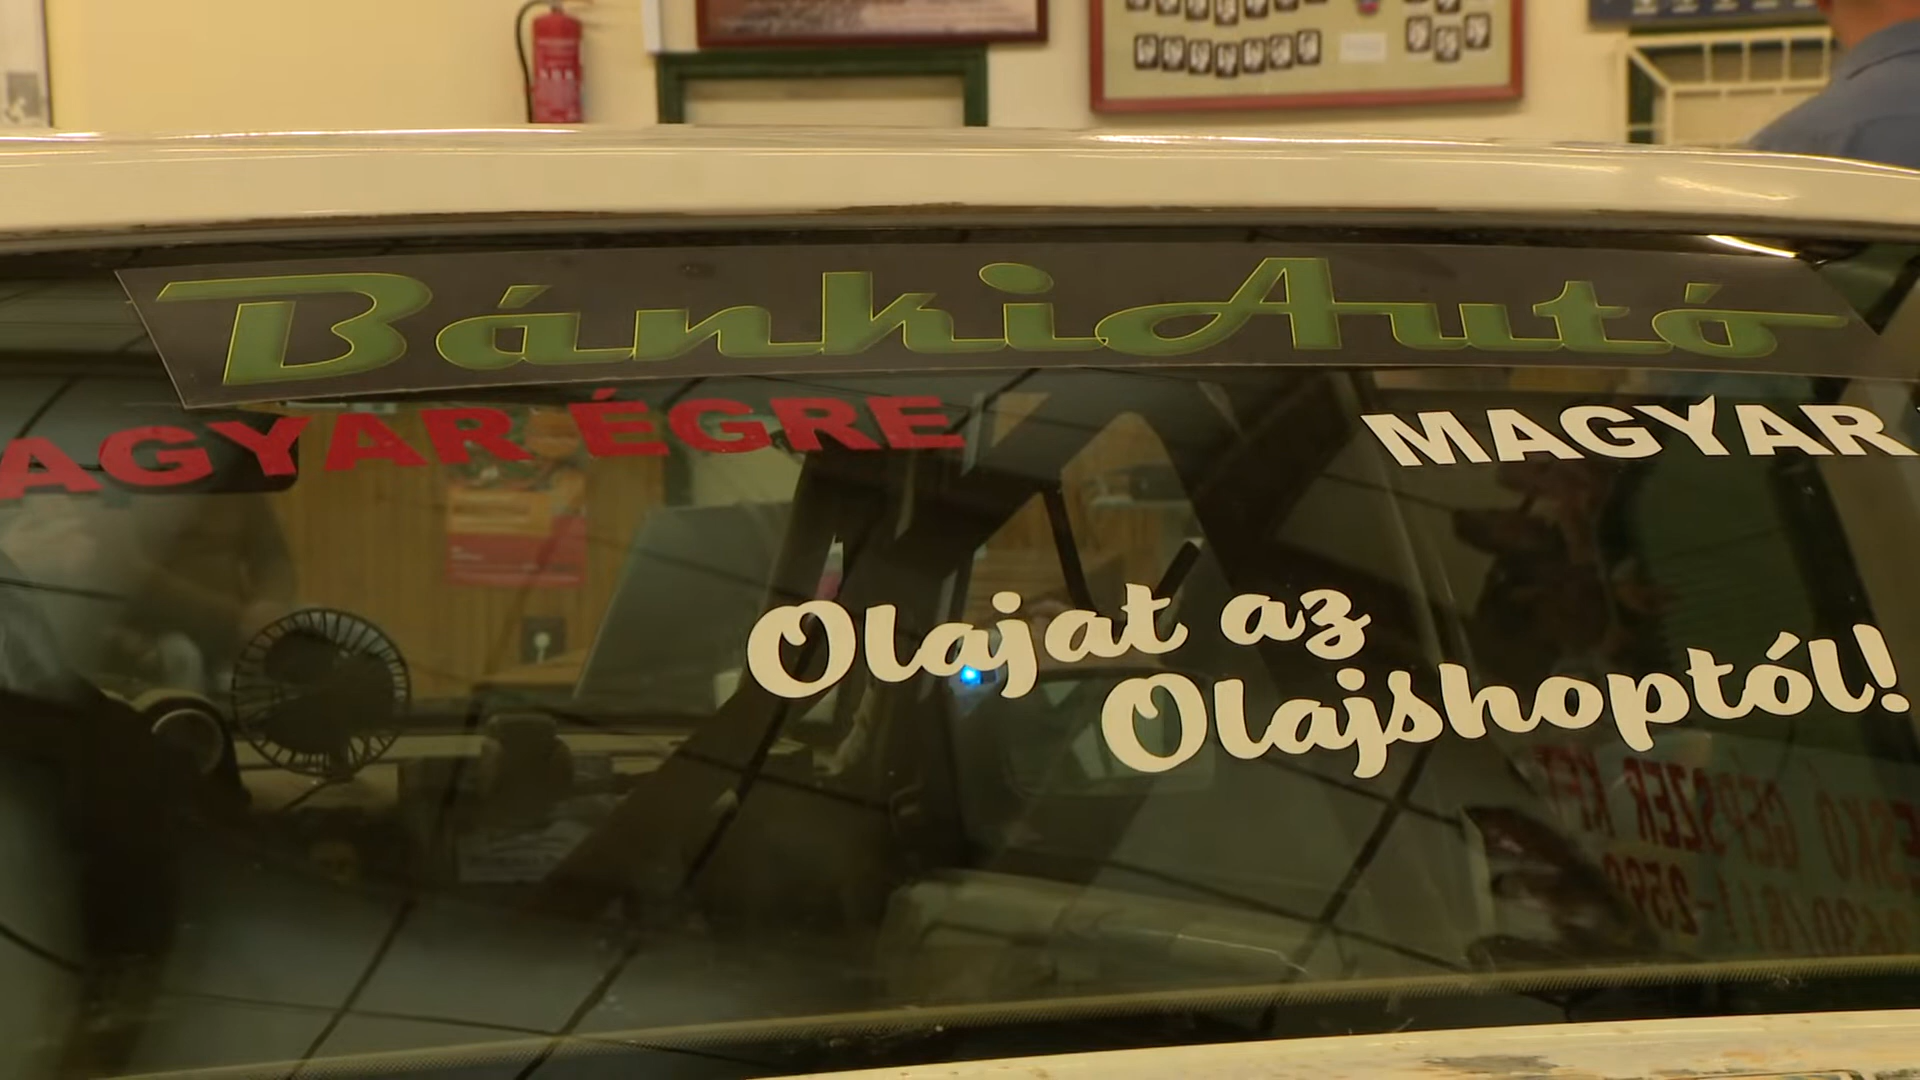 BánkiAutó
AGYAR ÉGRE
MAGYAR
Olajat az
Olajshoptól!